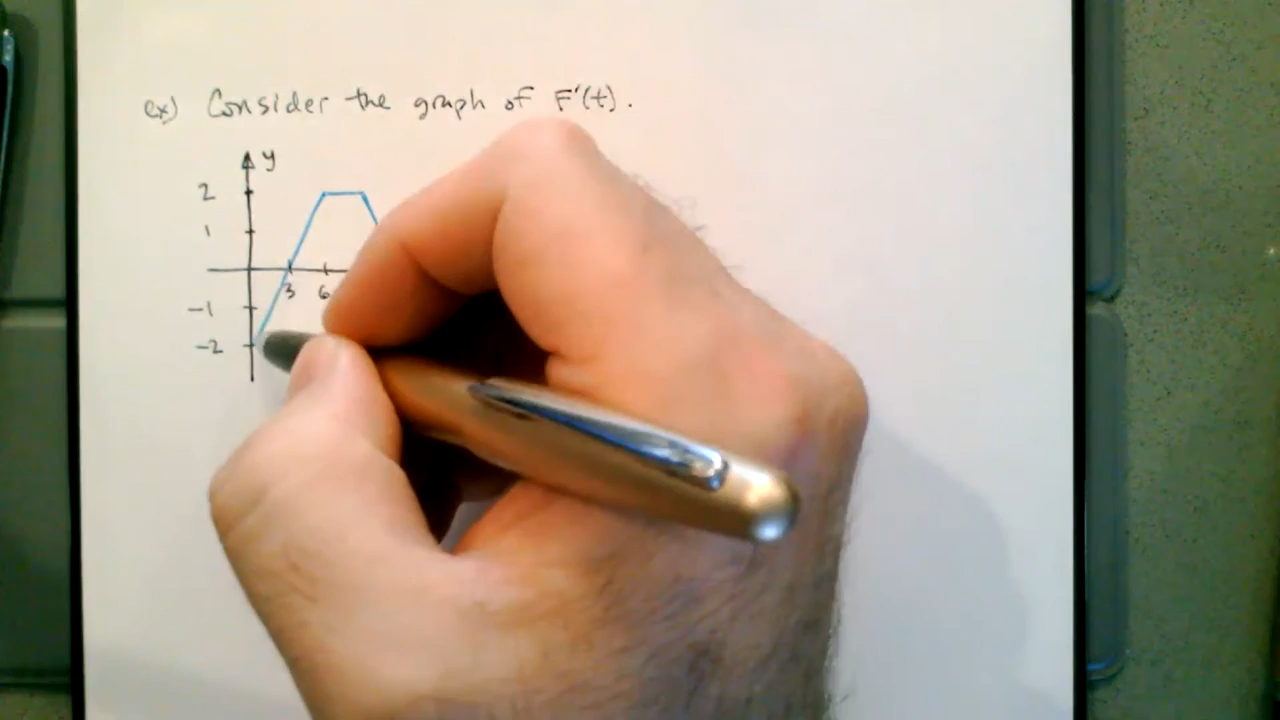 ex) Consider the graph of F'(t).
y
2
1
3 6
-1
-2